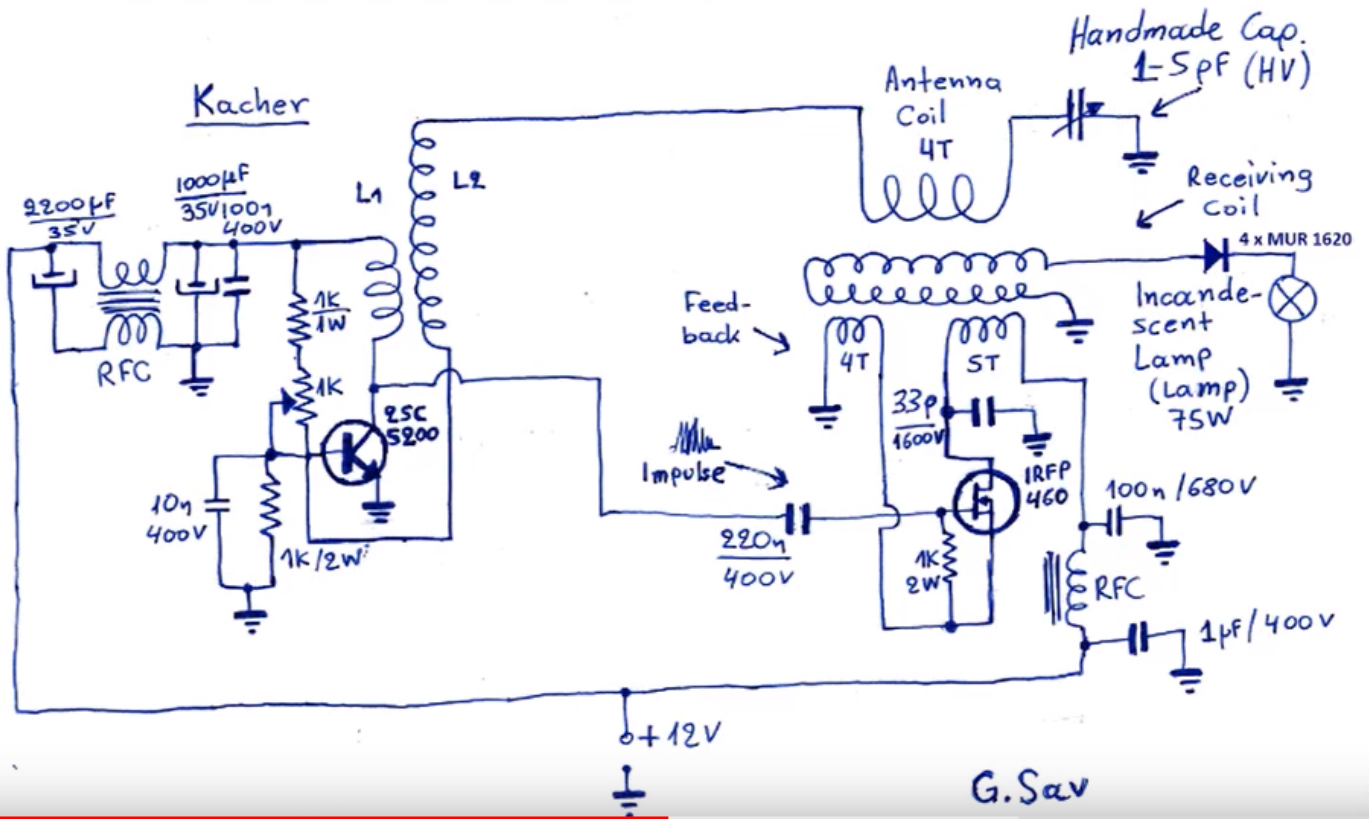 Kacher
Handmade Cap.
1-5pF (HV)
Antenna
Coil
4T
Receiving
Coil
4 x MUR 1620
Incande-
scent
Lamp
(Lamp)
75W
2200µF
35V
1000µF
35V 100n
400V
RFC
L1
L2
1K
1W
1K
2SC
5200
10n
400V
1K/2W
Feed-
back
4T
5T
33p
1600V
Impulse
IRFP
460
220n
400V
1K
2W
100n/680V
RFC
1µF/400V
+12V
G.Sav